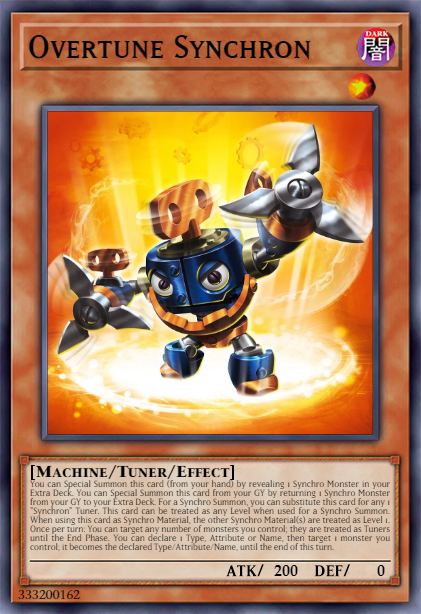 OVERTUNE SYNCHRON
DARK
闇
[MACHINE/TUNER/EFFECT]
You can Special Summon this card (from your hand) by revealing 1 Synchro Monster in your
Extra Deck. You can Special Summon this card from your GY by returning 1 Synchro Monster
from your GY to your Extra Deck. For a Synchro Summon, you can substitute this card for any 1
"Synchron" Tuner. This card can be treated as any Level when used for a Synchro Summon.
When using this card as Synchro Material, the other Synchro Material(s) are treated as Level 1.
Once per turn: You can target any number of monsters you control, they are treated as Tuners
until the End Phase. You can declare 1 Type, Attribute or Name, then target 1 monster you
control; it becomes the declared Type/Attribute/Name, until the end of this turn.
ATK/ 200 DEF/ 0
333200162